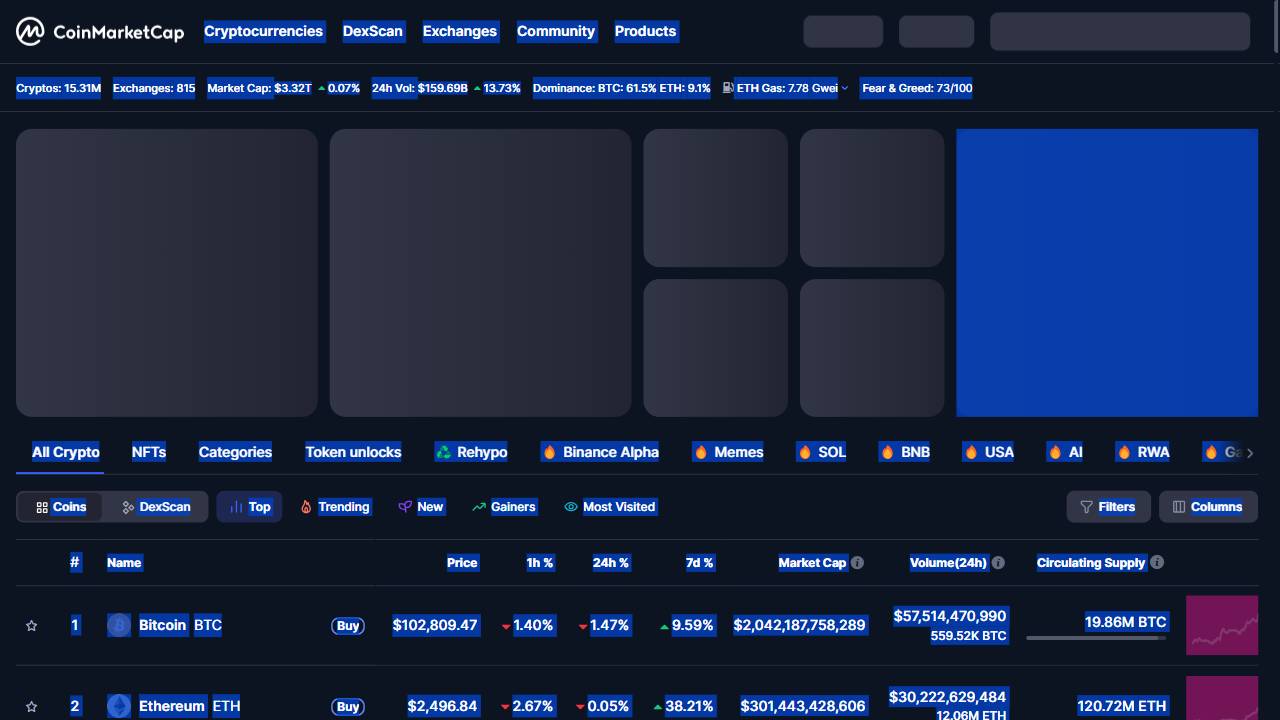 CoinMarketCap Cryptocurrencies DexScan Exchanges Community Products
Cryptos: 15.31M Exchanges: 815 Market Cap: $3.32T 0.07% 24h Vol: $159.69B 13.73% Dominance: BTC: 61.5% ETH: 9.1% ETH Gas: 7.78 Gwei Fear & Greed: 73/100
All Crypto NFTs Categories Token unlocks Rehypo Binance Alpha Memes SOL BNB USA AI RWA
Coins DexScan Top Trending New Gainers Most Visited Filters Columns
# Name Price 1h % 24h % 7d % Market Cap Volume(24h) Circulating Supply
1 Bitcoin BTC Buy $102,809.47 1.40% 1.47% 9.59% $2,042,187,758,289 $57,514,470,990 19.86M BTC
559.52K BTC
2 Ethereum ETH Buy $2,496.84 2.67% 0.05% 38.21% $301,443,428,606 $30,222,629,484 120.72M ETH
12.06M ETH